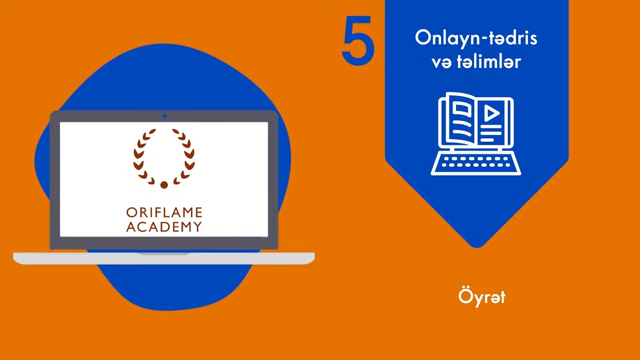 5
Onlayn-tədris
və təlimlər
ORIFLAME
ACADEMY
Öyrət